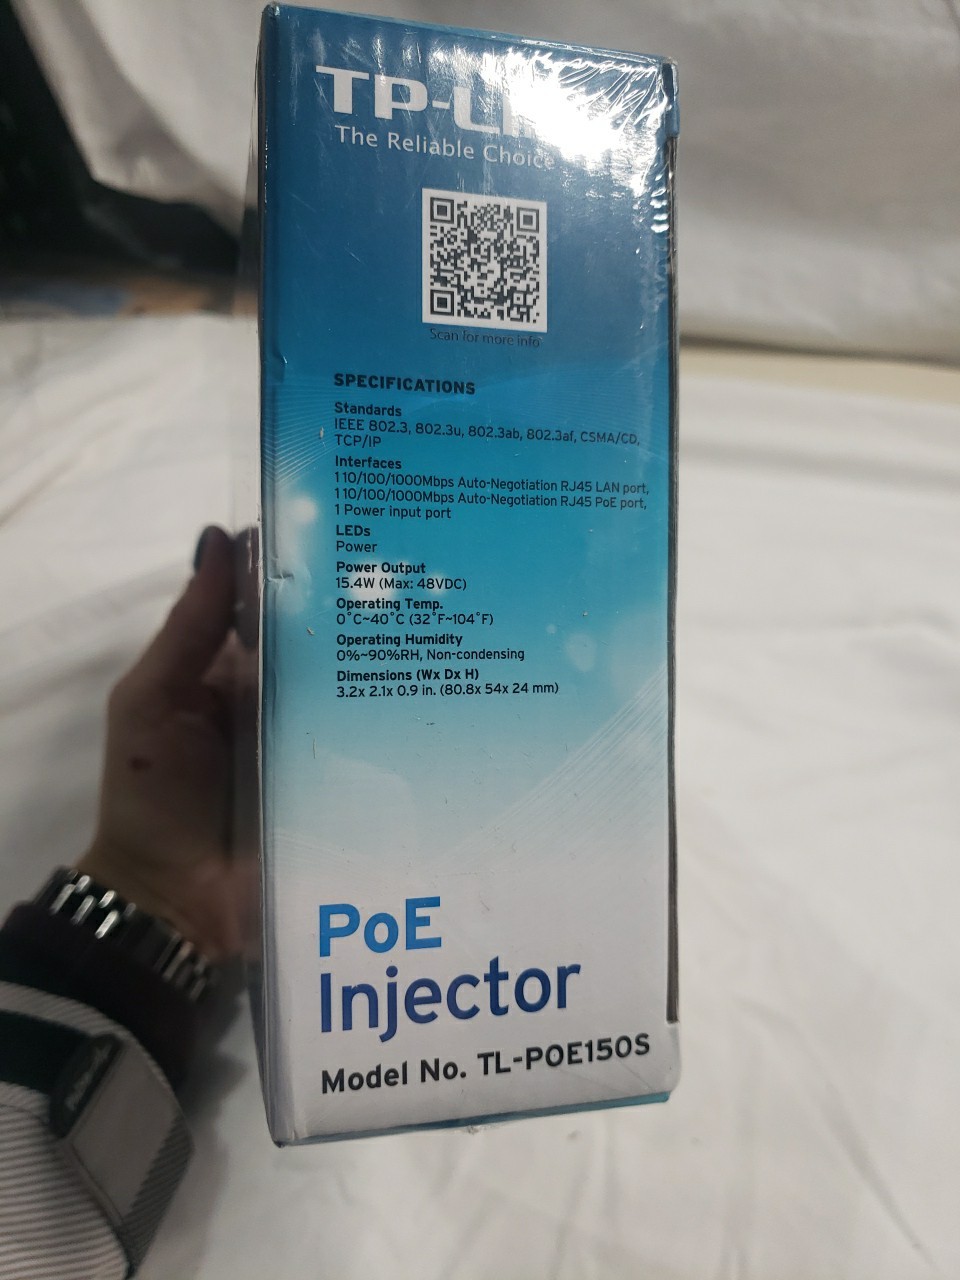 TP-LI
The Reliable Choice
Scan for more info
SPECIFICATIONS
Standards
IEEE 802.3, 802.3u, 802.3ab, 802.3af, CSMA/CD,
TCP/IP
Interfaces
1 10/100/1000Mbps Auto-Negotiation RJ45 LAN port,
1 10/100/1000Mbps Auto-Negotiation RJ45 PoE port,
1 Power input port
LEDs
Power
Power Output
15.4W (Max: 48VDC)
Operating Temp.
0°C~40°C (32°F~104°F)
Operating Humidity
0%~90%RH, Non-condensing
Dimensions (Wx Dx H)
3.2x 2.1x 0.9 in. (80.8x 54x 24 mm)
PoE
Injector
Model No. TL-POE150S